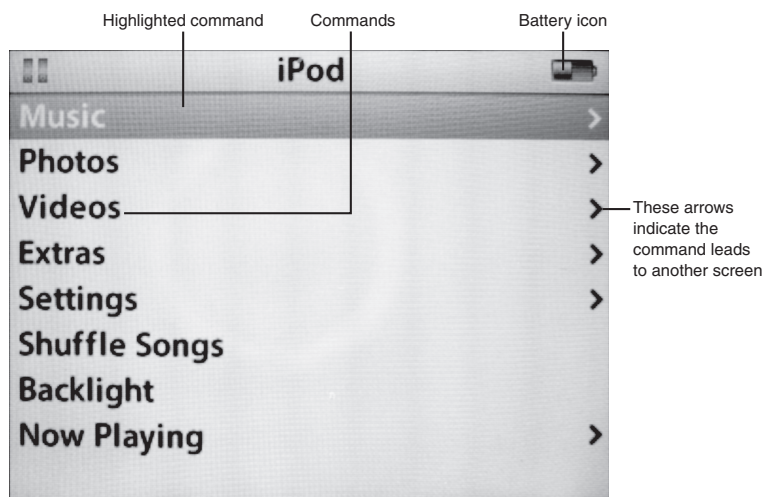 Highlighted command
Commands
Battery icon
iPod
Music
Photos
Videos
These arrows
indicate the
command leads
to another screen
Extras
Settings
Shuffle Songs
Backlight
Now Playing